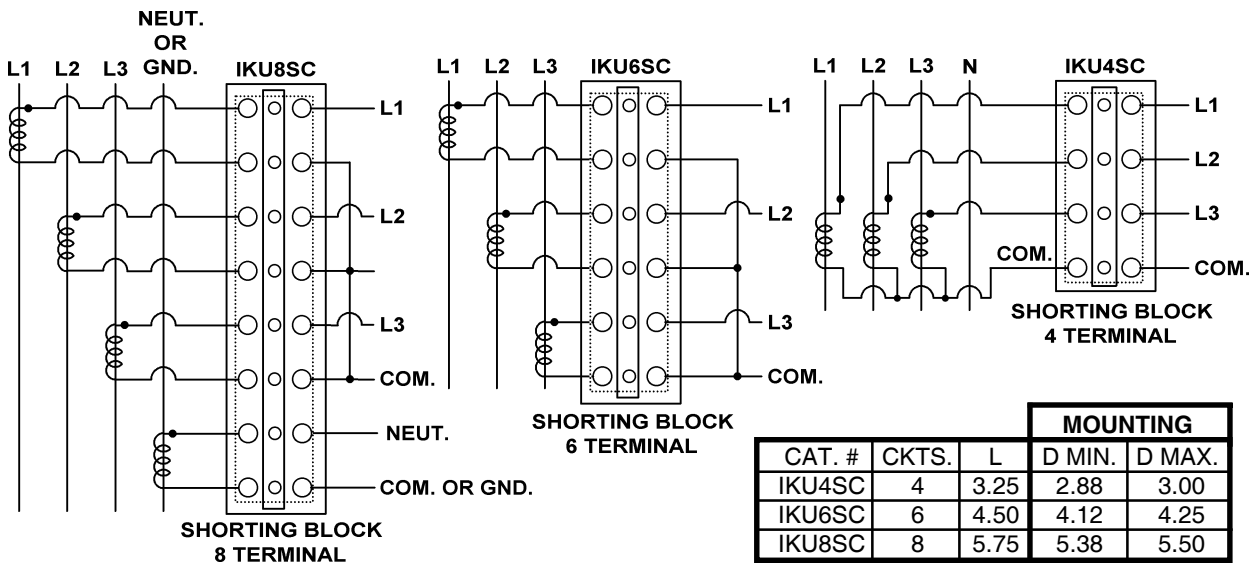 NEUT.
OR
L1 L2 L3 GND.
IKU8SC
L1
L2
L3
COM.
NEUT.
COM. OR GND.
SHORTING BLOCK
8 TERMINAL
L1 L2 L3
IKU6SC
L1
L2
L3
COM.
SHORTING BLOCK
6 TERMINAL
L1 L2 L3 N
IKU4SC
L1
L2
L3
COM.
COM.
SHORTING BLOCK
4 TERMINAL
MOUNTING
CAT. # CKTS. L D MIN. D MAX.
IKU4SC 4 3.25 2.88 3.00
IKU6SC 6 4.50 4.12 4.25
IKU8SC 8 5.75 5.38 5.50